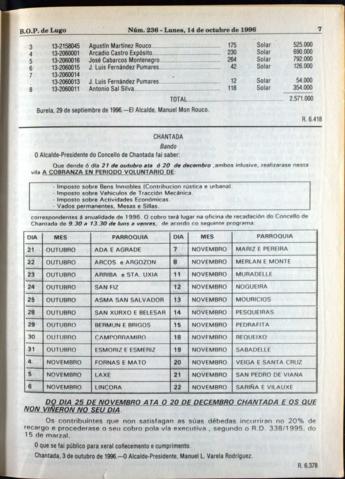 B.O.P. de Lugo Núm. 236 - Lunes, 14 de octubre de 1996 7
3 13-2158045 Agustín Martínez Rouco 175 Solar 525.000
4 13-2060001 Arcadio Castro Expósito 230 Solar 690.000
5 13-2060016 José Cabarcos Montenegro 264 Solar 792.000
6 13-2060015 J. Luis Fernández Pumares 42 Solar 126.000
7 13-2060014
13-2060013 J. Luis Fernández Pumares 12 Solar 54.000
8 13-2060011 Antonio Sal Silva 118 Solar 354.000
TOTAL 2.571.000
Burela, 29 de septiembre de 1996.—El Alcalde, Manuel Mon Rouco.
R. 6.418
CHANTADA
Bando
O Alcalde-Presidente do Concello de Chantada fai saber:
Que dende ó día 21 de outubro ata ó 20 de decembro, ambos inlusive, realizarase nesta
vila A COBRANZA EN PERIODO VOLUNTARIO DE:
- Imposto sobre Bens Inmobles (Contribucion rústica e urbana).
- Imposto sobre Vehiculos de Tracción Mecánica.
- Imposto sobre Actividades Económicas.
- Vados permanentes, Mesas e Sillas.
correspondentes á anualidade de 1996. O cobro terá lugar na oficina de recadación do Concello de
Chantada de 9.30 a 13.30 de luns a venres, de acordo co seguinte programa:
DIA MES PARROQUIA DIA MES PARROQUIA
21 OUTUBRO ADA E AGRADE 7 NOVEMBRO MARIZ E PEREIRA
22 OUTUBRO ARCOS e ARGOZON 8 NOVEMBRO MERLAN E MONTE
23 OUTUBRO ARRIBA e STA. UXIA 11 NOVEMBRO MURADELLE
24 OUTUBRO SAN FIZ 12 NOVEMBRO NOGUEIRA
25 OUTUBRO ASMA SAN SALVADOR 13 NOVEMBRO MOURICIOS
28 OUTUBRO SAN XURXO E BELESAR 14 NOVEMBRO PESQUEIRAS
29 OUTUBRO BERMUN E BRIGOS 15 NOVEMBRO PEDRAFITA
30 OUTUBRO CAMPORRAMIRO 18 NOVEMBRO REQUEIXO
31 OUTUBRO ESMORIZ E ESMERIZ 19 NOVEMBRO SABADELLE
4 NOVEMBRO FORNAS E MATO 20 NOVEMBRO VEIGA E SANTA CRUZ
5 NOVEMBRO LAXE 21 NOVEMBRO SAN PEDRO DE VIANA
6 NOVEMBRO LINCORA 22 NOVEMBRO SARIÑA E VILAUXE
DO DIA 25 DE NOVEMBRO ATA O 20 DE DECEMBRO CHANTADA E OS QUE
NON VIÑERON NO SEU DIA.
Os contribuintes que non satisfagan as súas débedas incurriran no 20% de
recargo e procederase o seu cobro pola vía executiva, segundo o R.D. 338/1995, do
15 de marzal.
O que se fai público para xeral coñecemento e cumprimento.
Chantada, 3 de outubro de 1996.—O Alcalde-Presidente, Manuel L. Varela Rodríguez.
R. 6.378